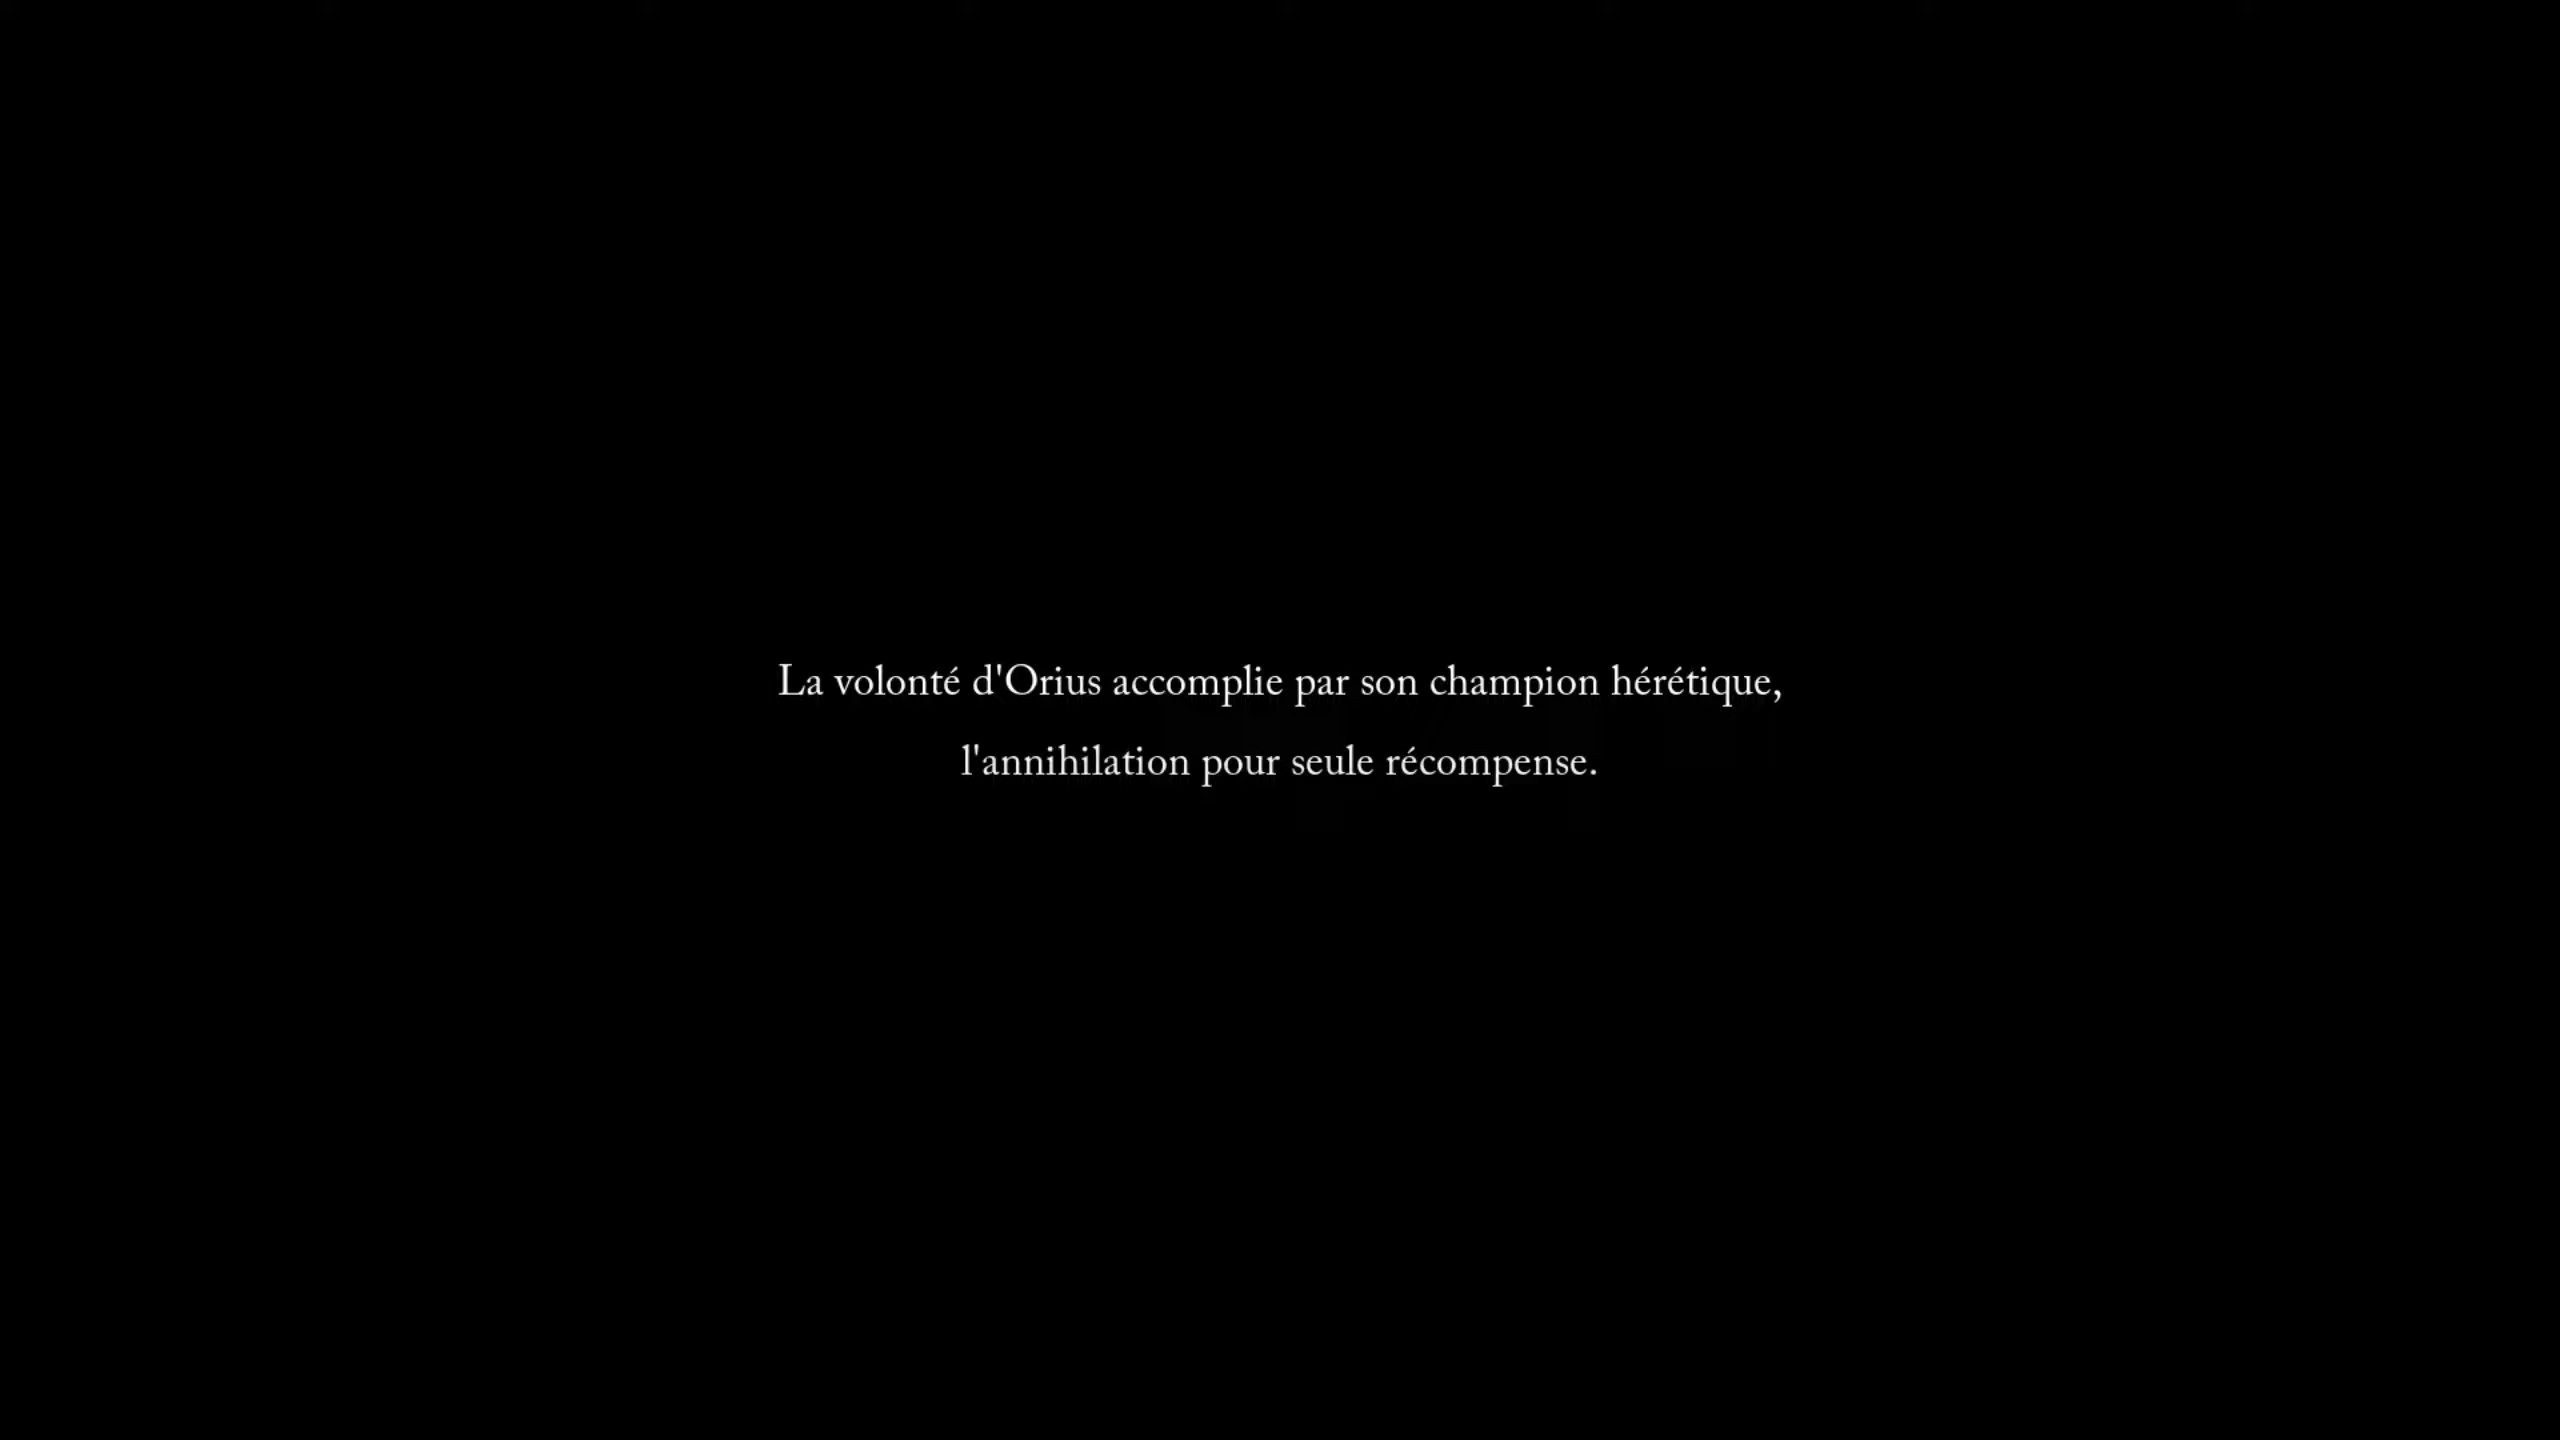 La volonté d'Orius accomplie par son champion hérétique,
l'annihilation pour seule récompense.